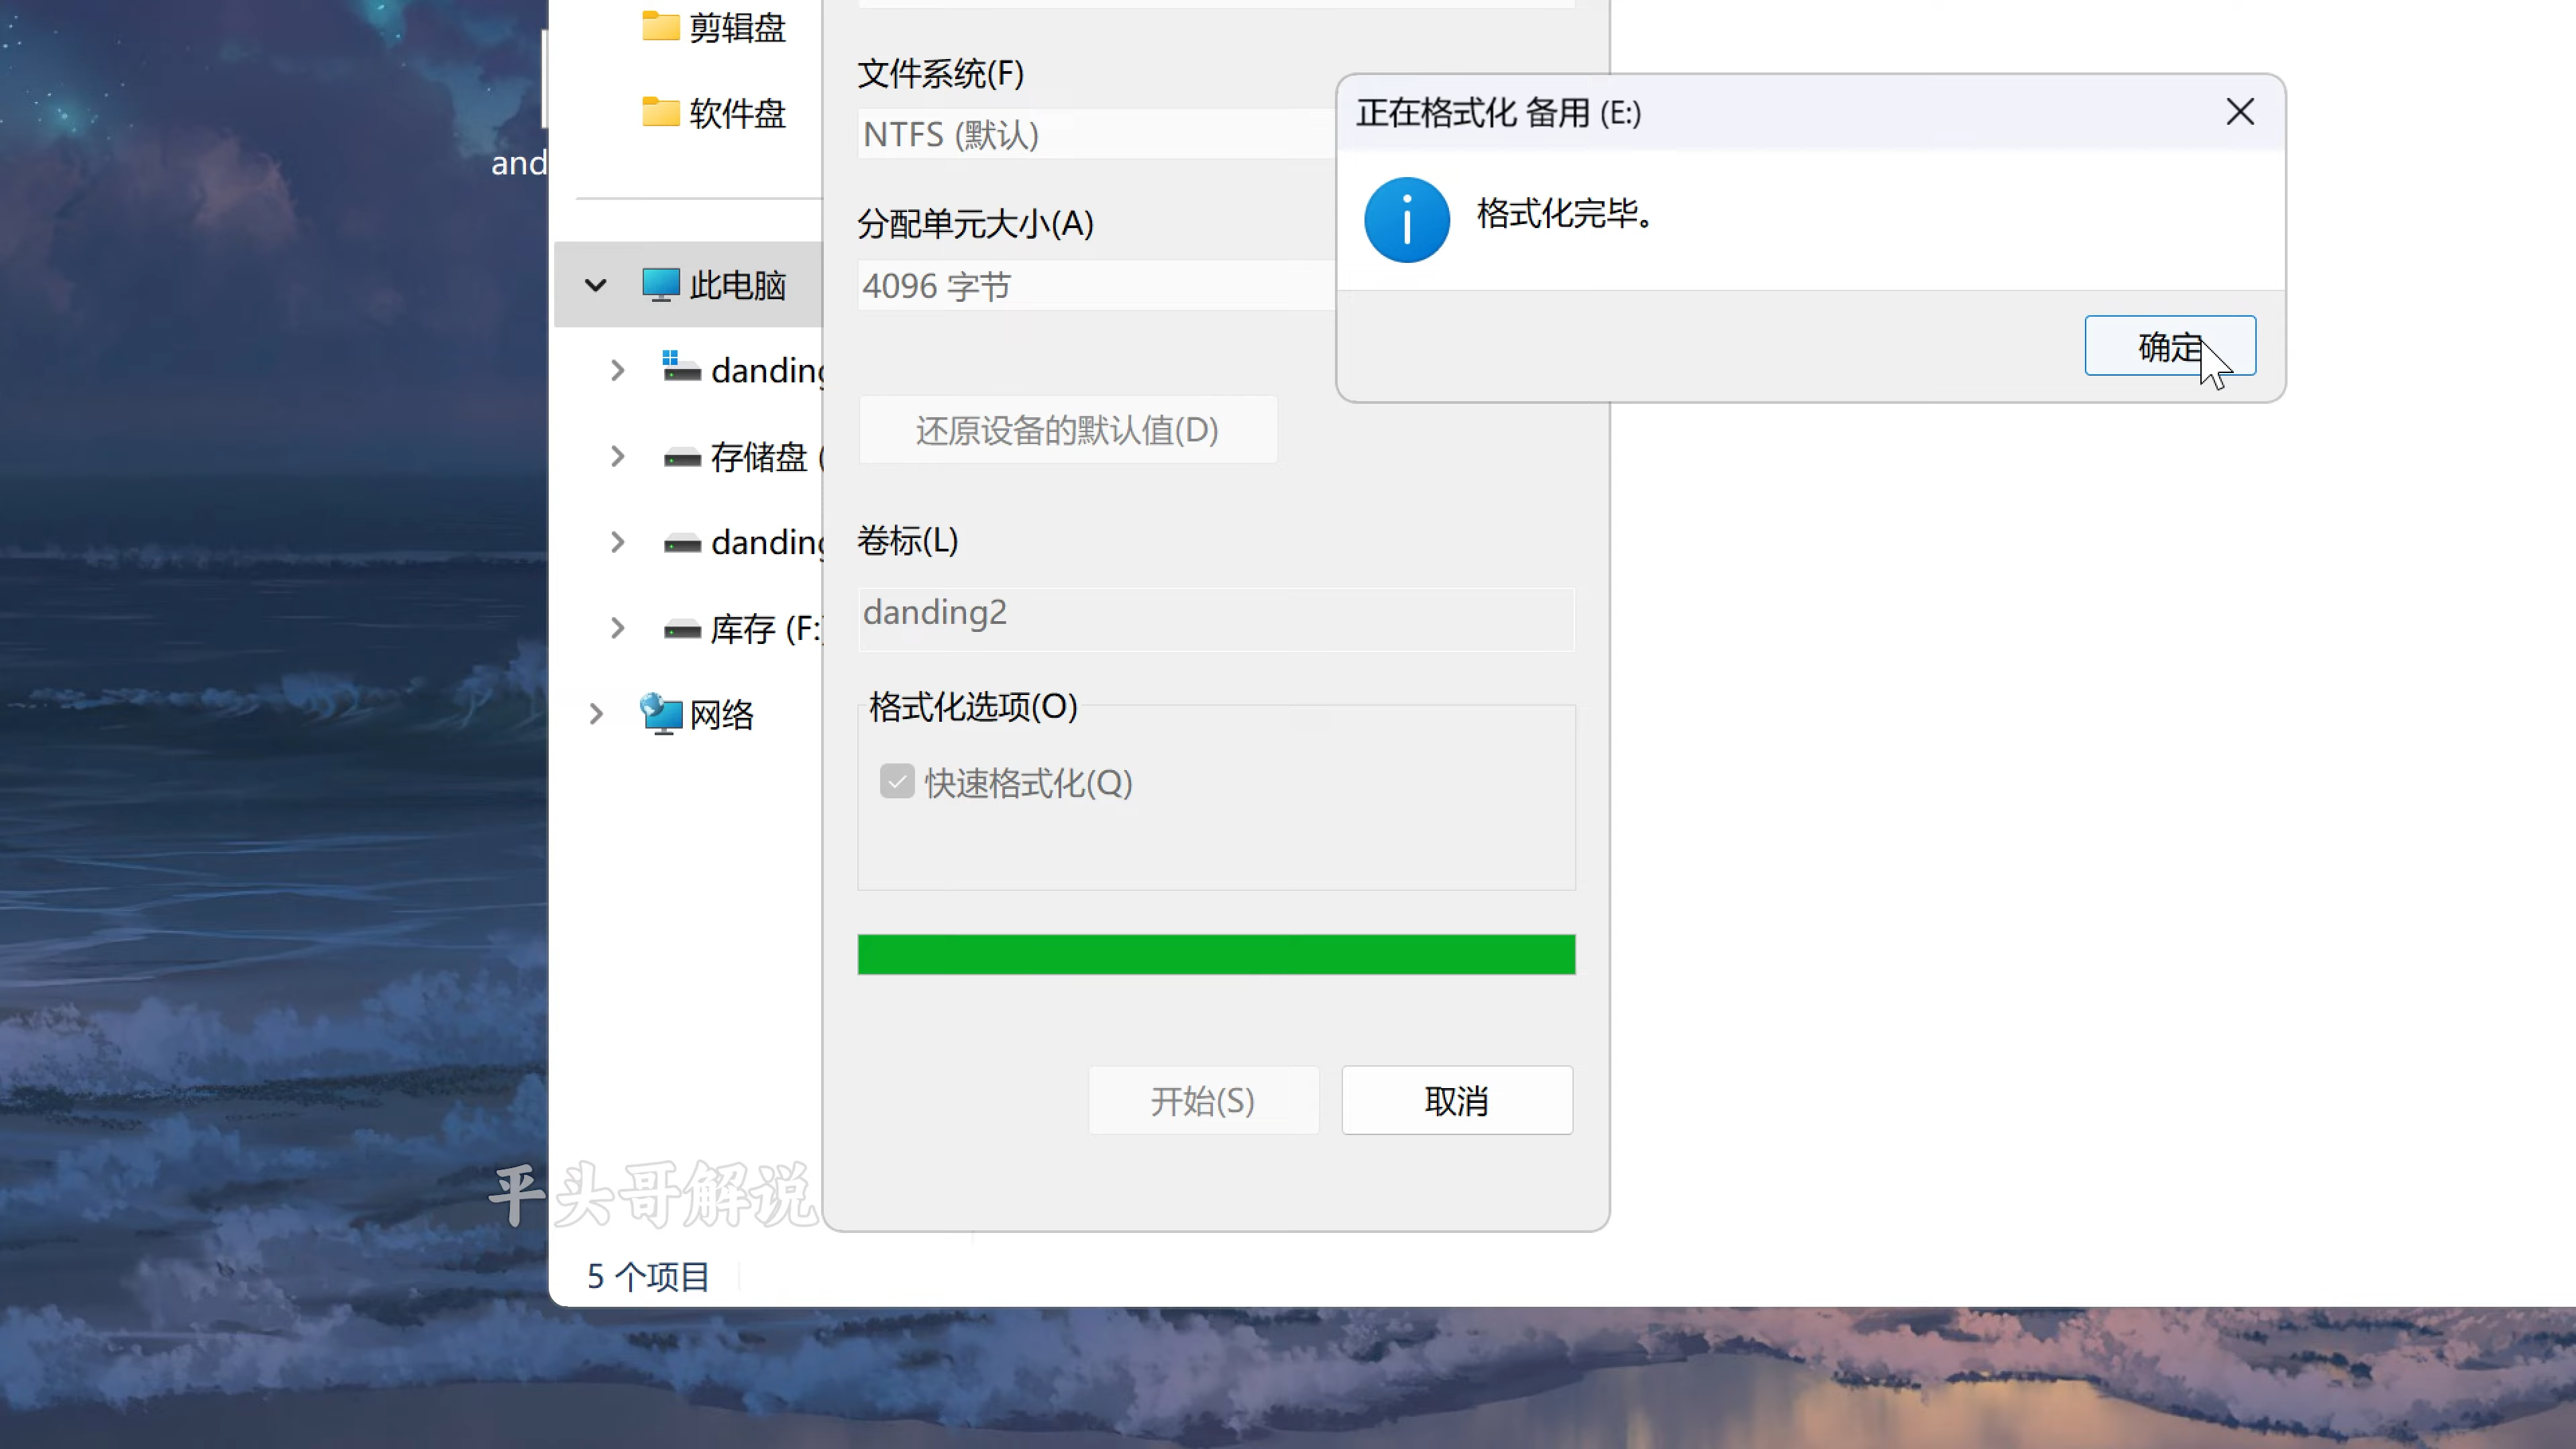 剪辑盘
软件盘
and
此电脑
danding
存储盘 (
danding
库存 (F:)
网络
5 个项目
文件系统(F)
NTFS (默认)
分配单元大小(A)
4096 字节
还原设备的默认值(D)
卷标(L)
danding2
格式化选项(O)
快速格式化(Q)
开始(S)
取消
正在格式化 备用 (E:)
格式化完毕。
确定
平头哥解说